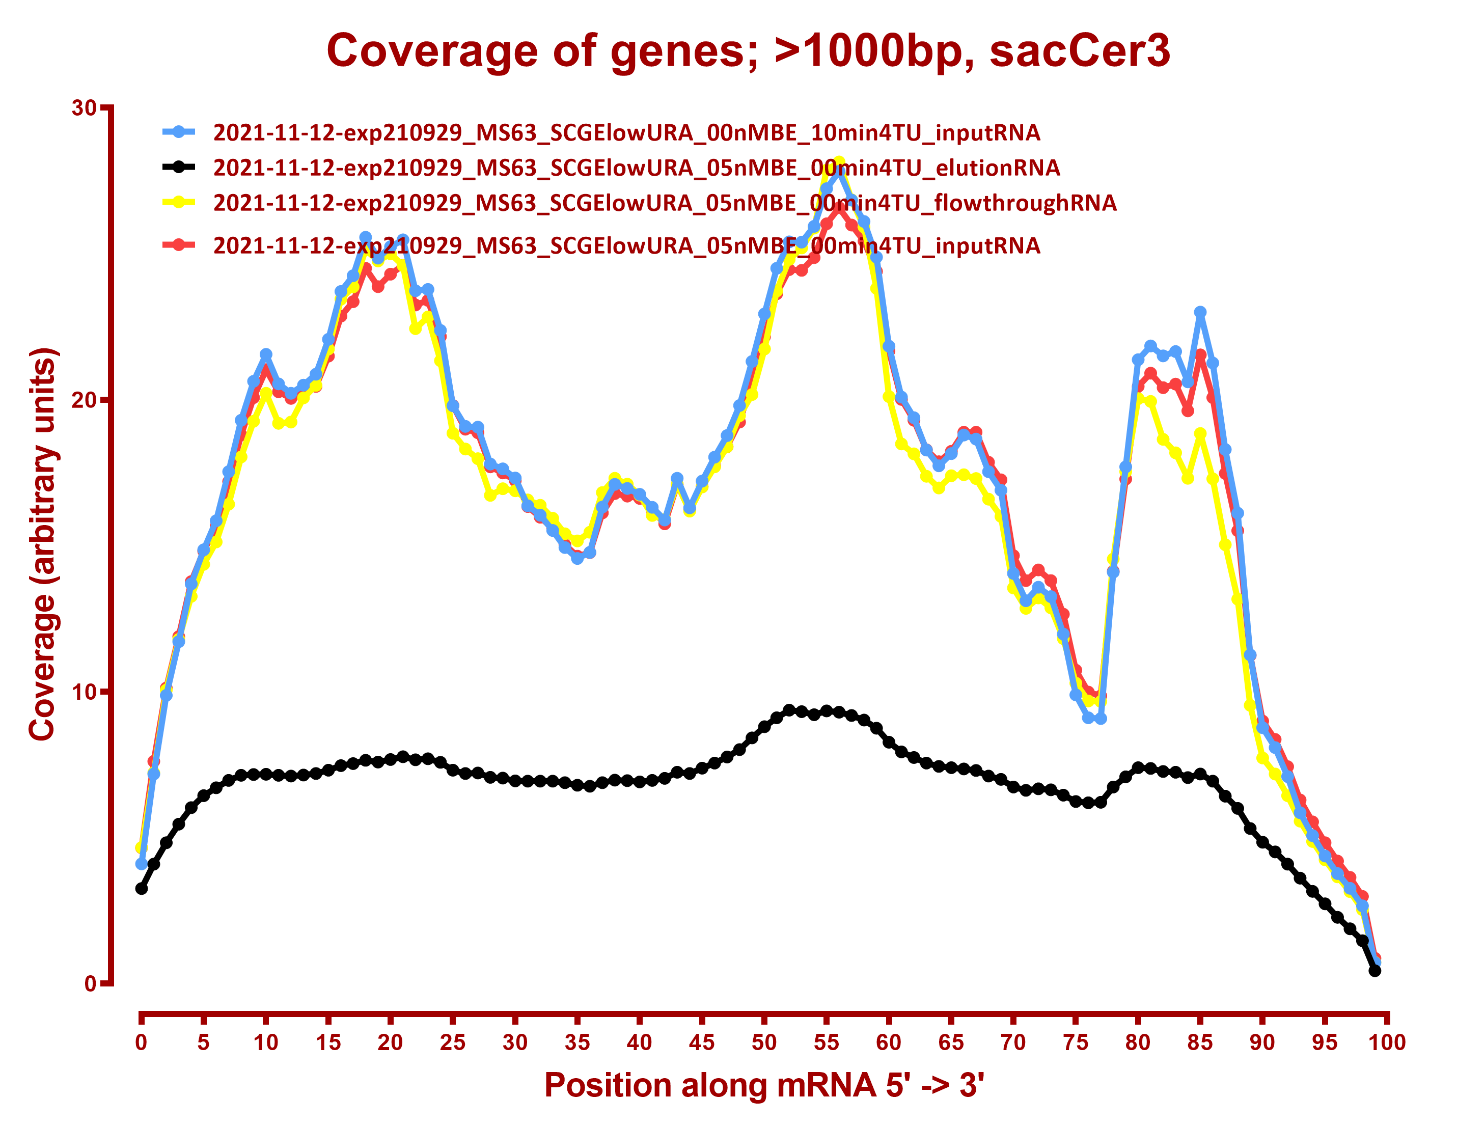 Coverage of genes; >1000bp, sacCer3
30
2021-11-12-exp210929_MS63_SCGElowURA_00nMBE_10min4TU_inputRNA
2021-11-12-exp210929_MS63_SCGElowURA_05nMBE_00min4TU_elutionRNA
2021-11-12-exp210929_MS63_SCGElowURA_05nMBE_00min4TU_flowthroughRNA
2021-11-12-exp210929_MS63_SCGElowURA_05nMBE_00min4TU_inputRNA
20
10
0
Coverage (arbitrary units)
0 5 10 15 20 25 30 35 40 45 50 55 60 65 70 75 80 85 90 95 100
Position along mRNA 5' -> 3'